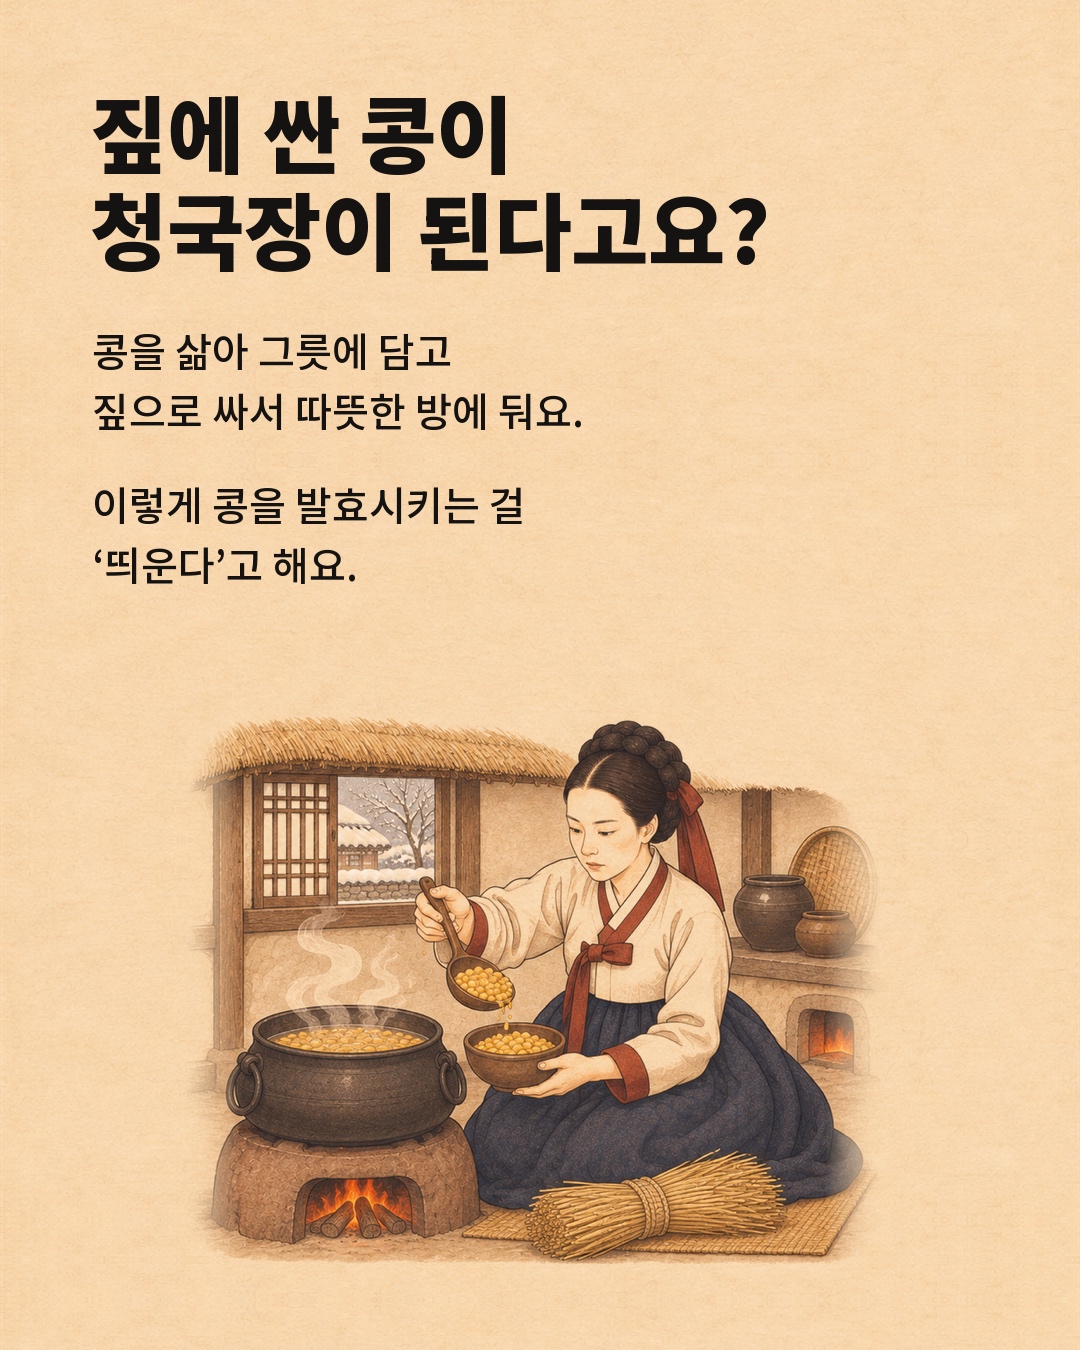 짚에 싼 콩이
청국장이 된다고요?
콩을 삶아 그릇에 담고
짚으로 싸서 따뜻한 방에 둬요.
이렇게 콩을 발효시키는 걸
‘띄운다’고 해요.